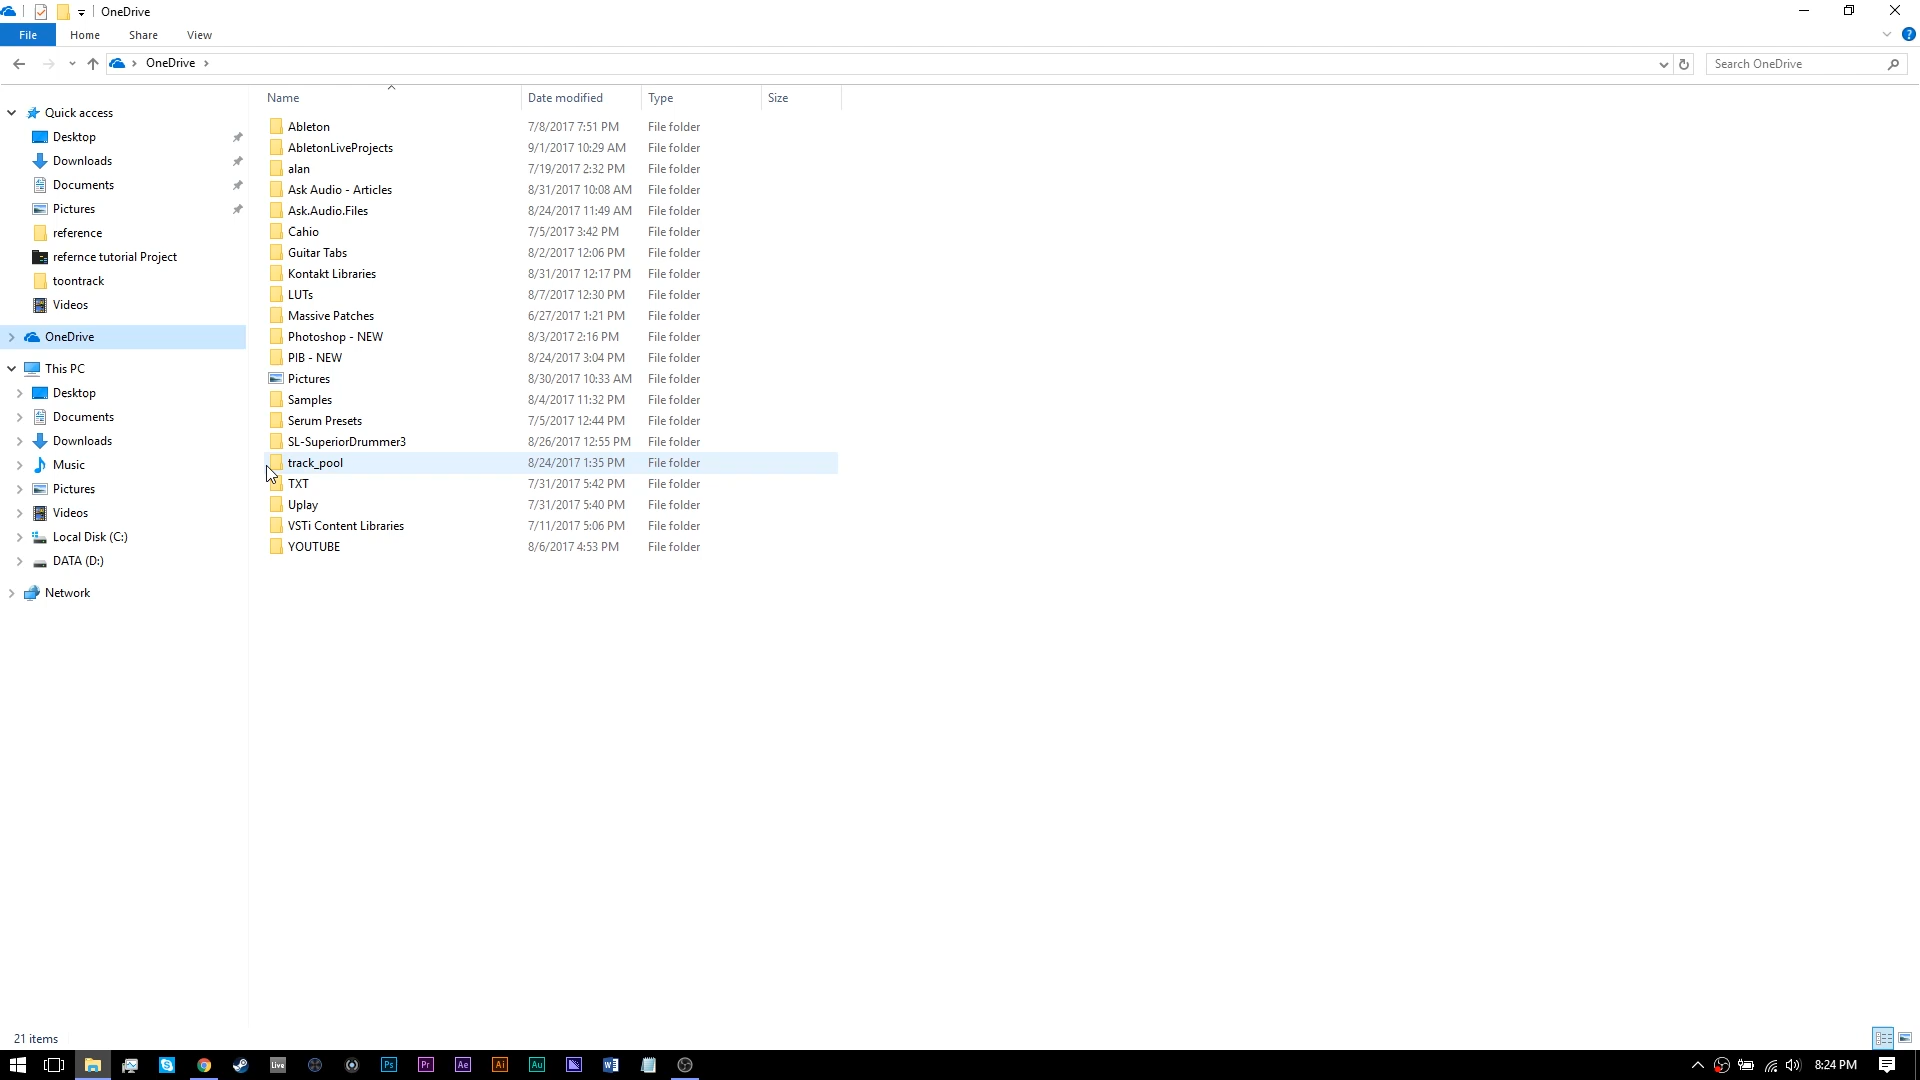 OneDrive
File Home Share View
OneDrive
Search OneDrive
Name Date modified Type Size
Quick access
Desktop
Downloads
Documents
Pictures
reference
refernce tutorial Project
toontrack
Videos
OneDrive
This PC
Desktop
Documents
Downloads
Music
Pictures
Videos
Local Disk (C:)
DATA (D:)
Network
Ableton 7/8/2017 7:51 PM File folder
AbletonLiveProjects 9/1/2017 10:29 AM File folder
alan 7/19/2017 2:32 PM File folder
Ask Audio - Articles 8/31/2017 10:08 AM File folder
Ask.Audio.Files 8/24/2017 11:49 AM File folder
Cahio 7/5/2017 3:42 PM File folder
Guitar Tabs 8/2/2017 12:06 PM File folder
Kontakt Libraries 8/31/2017 12:17 PM File folder
LUTs 8/7/2017 12:30 PM File folder
Massive Patches 6/27/2017 1:21 PM File folder
Photoshop - NEW 8/3/2017 2:16 PM File folder
PIB - NEW 8/24/2017 3:04 PM File folder
Pictures 8/30/2017 10:33 AM File folder
Samples 8/4/2017 11:32 PM File folder
Serum Presets 7/5/2017 12:44 PM File folder
SL-SuperiorDrummer3 8/26/2017 12:55 PM File folder
track_pool 8/24/2017 1:35 PM File folder
TXT 7/31/2017 5:42 PM File folder
Uplay 7/31/2017 5:40 PM File folder
VSTi Content Libraries 7/11/2017 5:06 PM File folder
YOUTUBE 8/6/2017 4:53 PM File folder
21 items
Live Ps Pr Ae Ai Au 8:24 PM